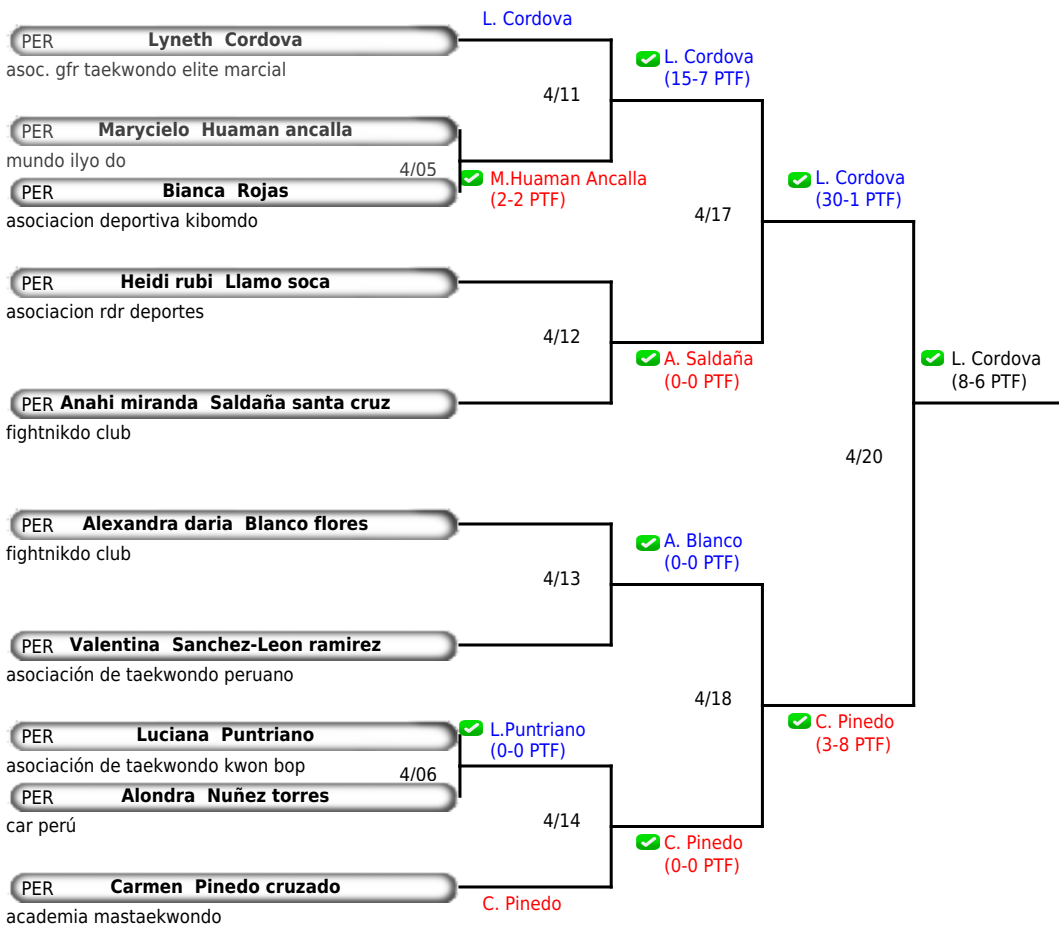 L. Cordova
PER Lyneth Cordova
asoc. gfr taekwondo elite marcial
L. Cordova
(15-7 PTF)
4/11
PER Marycielo Huaman ancalla
mundo ilyo do
4/05
M.Huaman Ancalla
(2-2 PTF)
PER Bianca Rojas
asociacion deportiva kibomdo
L. Cordova
(30-1 PTF)
4/17
PER Heidi rubi Llamo soca
asociacion rdr deportes
4/12
A. Saldaña
(0-0 PTF)
PER Anahi miranda Saldaña santa cruz
fightnikdo club
L. Cordova
(8-6 PTF)
4/20
PER Alexandra daria Blanco flores
fightnikdo club
A. Blanco
(0-0 PTF)
4/13
PER Valentina Sanchez-Leon ramirez
asociación de taekwondo peruano
4/18
PER Luciana Puntriano
asociación de taekwondo kwon bop
L.Puntriano
(0-0 PTF)
C. Pinedo
(3-8 PTF)
4/06
PER Alondra Nuñez torres
car perú
4/14
C. Pinedo
(0-0 PTF)
PER Carmen Pinedo cruzado
academia mastaekwondo
C. Pinedo